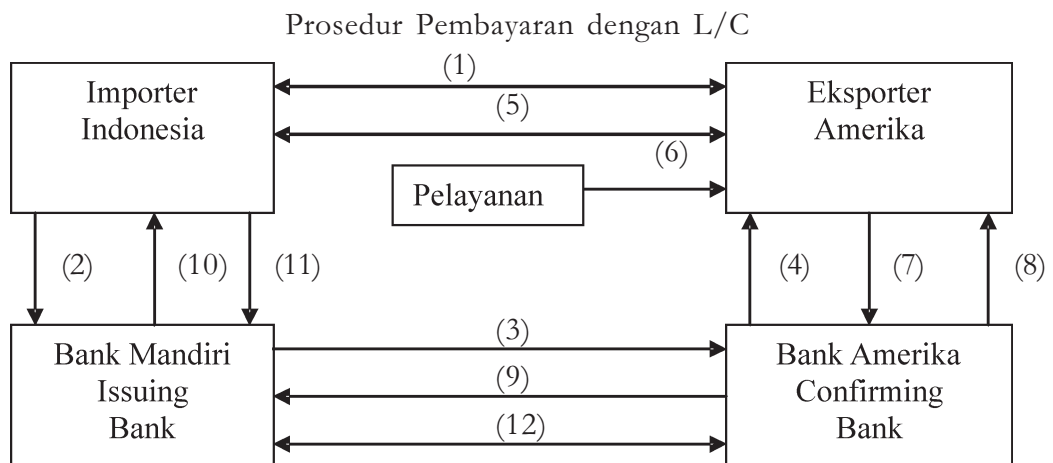 Prosedur Pembayaran dengan L/C
(1)
Importer
Indonesia
Eksporter
Amerika
(5)
(6)
Pelayanan
(2)
(10)
(11)
(4)
(7)
(8)
(3)
Bank Mandiri
Issuing
Bank
Bank Amerika
Confirming
Bank
(9)
(12)